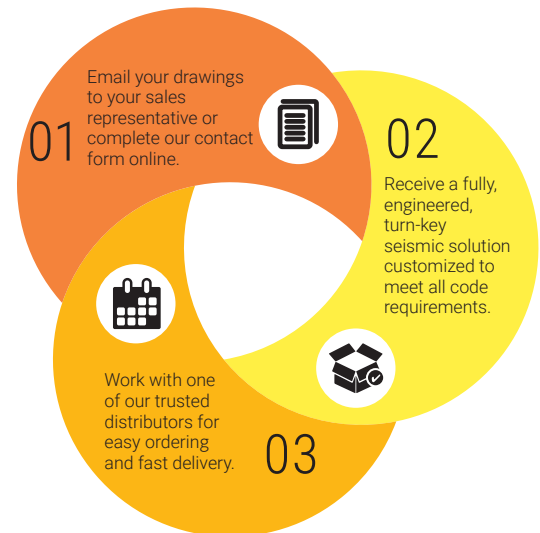 01
Email your drawings
to your sales
representative or
complete our contact
form online.
02
Receive a fully,
engineered,
turn-key
seismic solution
customized to
meet all code
requirements.
Work with one
of our trusted
distributors for
easy ordering
and fast delivery.
03